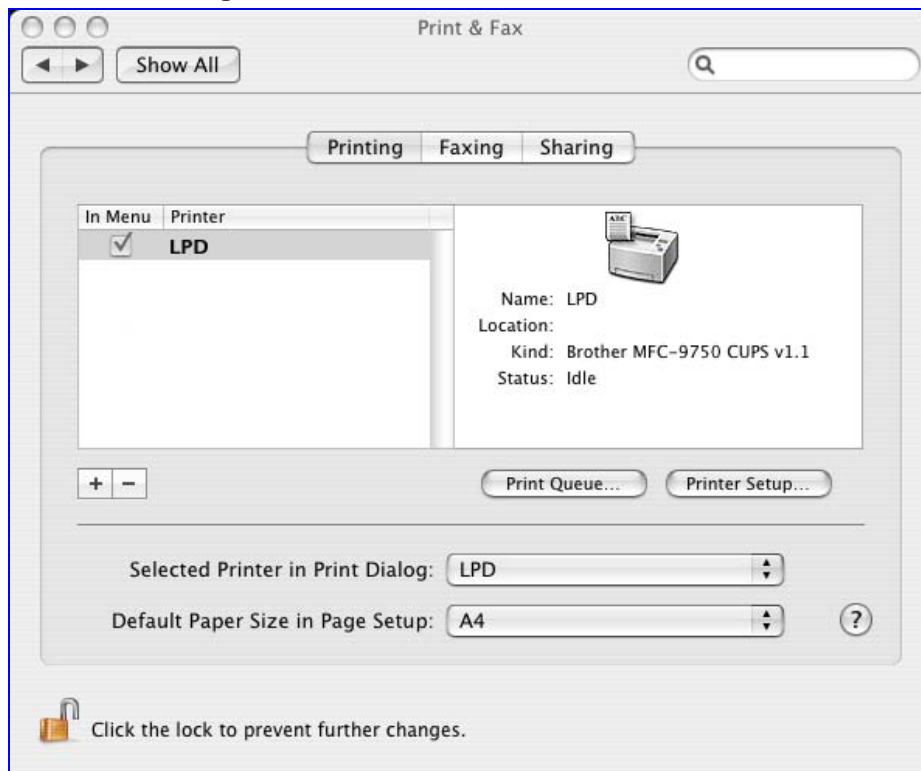 Print & Fax
Show All
Printing Faxing Sharing
In Menu Printer
LPD
ABC
Name: LPD
Location:
Kind: Brother MFC-9750 CUPS v1.1
Status: Idle
+ −
Print Queue... Printer Setup...
Selected Printer in Print Dialog: LPD
Default Paper Size in Page Setup: A4
?
Click the lock to prevent further changes.